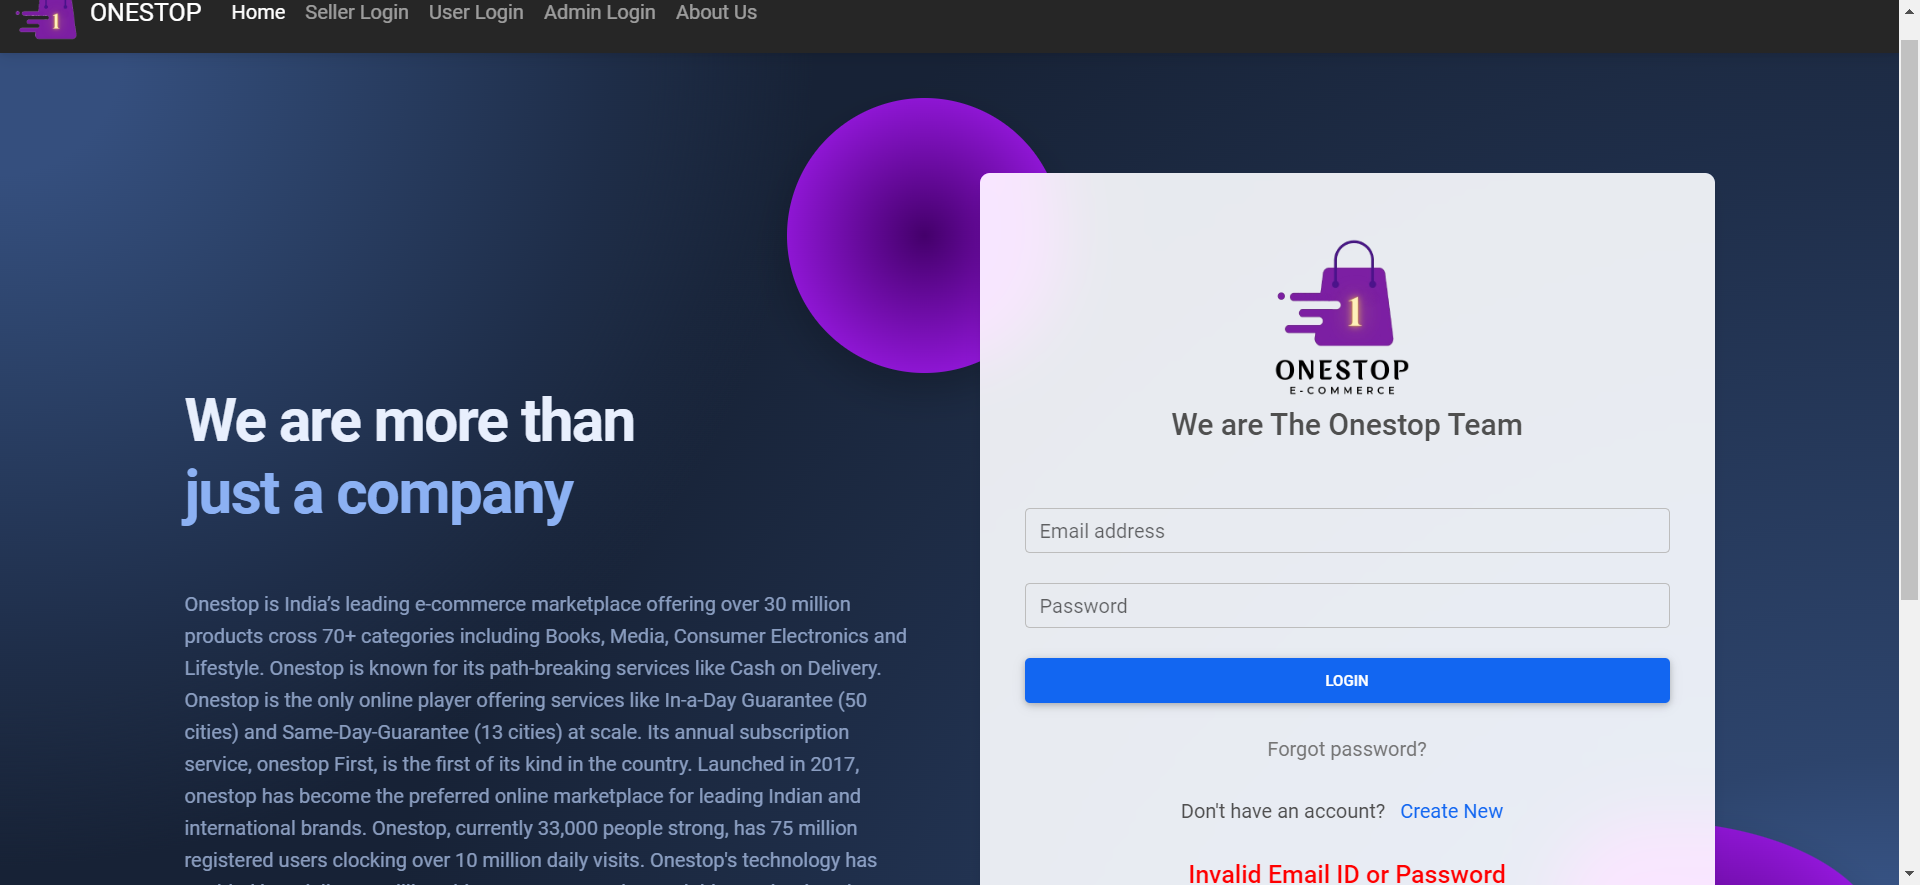 1
ONESTOP Home Seller Login User Login Admin Login About Us
We are more than
just a company
Onestop is India’s leading e-commerce marketplace offering over 30 million
products cross 70+ categories including Books, Media, Consumer Electronics and
Lifestyle. Onestop is known for its path-breaking services like Cash on Delivery.
Onestop is the only online player offering services like In-a-Day Guarantee (50
cities) and Same-Day-Guarantee (13 cities) at scale. Its annual subscription
service, onestop First, is the first of its kind in the country. Launched in 2017,
onestop has become the preferred online marketplace for leading Indian and
international brands. Onestop, currently 33,000 people strong, has 75 million
registered users clocking over 10 million daily visits. Onestop's technology has
1
ONESTOP
E-COMMERCE
We are The Onestop Team
Email address
Password
LOGIN
Forgot password?
Don't have an account? Create New
Invalid Email ID or Password